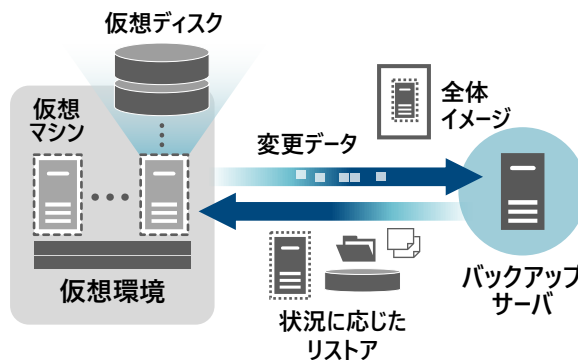 仮想ディスク
仮想
マシン
全体
イメージ
変更データ
仮想環境
バックアップ
サーバ
状況に応じた
リストア